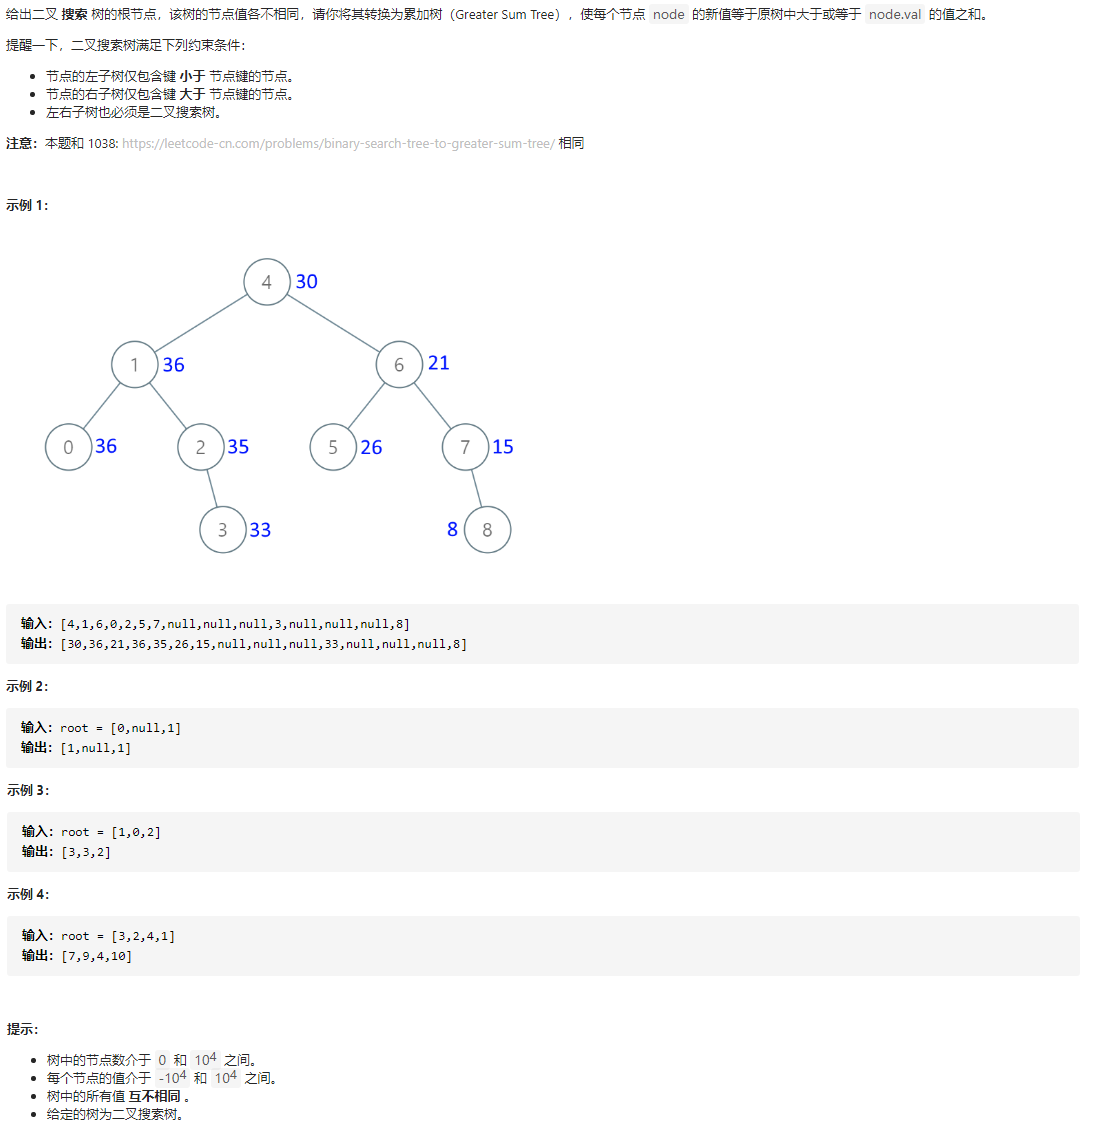 给出二叉 搜索 树的根节点，该树的节点值各不相同，请你将其转换为累加树（Greater Sum Tree），使每个节点 node 的新值等于原树中大于或等于 node.val 的值之和。
提醒一下，二叉搜索树满足下列约束条件：
• 节点的左子树仅包含键 小于 节点键的节点。
• 节点的右子树仅包含键 大于 节点键的节点。
• 左右子树也必须是二叉搜索树。
注意：本题和 1038: https://leetcode-cn.com/problems/binary-search-tree-to-greater-sum-tree/ 相同
示例 1：
4 30
1 36 6 21
0 36 2 35 5 26 7 15
3 33 8 8
输入：[4,1,6,0,2,5,7,null,null,null,3,null,null,null,8]
输出：[30,36,21,36,35,26,15,null,null,null,33,null,null,null,8]
示例 2：
输入：root = [0,null,1]
输出：[1,null,1]
示例 3：
输入：root = [1,0,2]
输出：[3,3,2]
示例 4：
输入：root = [3,2,4,1]
输出：[7,9,4,10]
提示：
• 树中的节点数介于 0 和 10⁴ 之间。
• 每个节点的值介于 -10⁴ 和 10⁴ 之间。
• 树中的所有值 互不相同 。
• 给定的树为二叉搜索树。